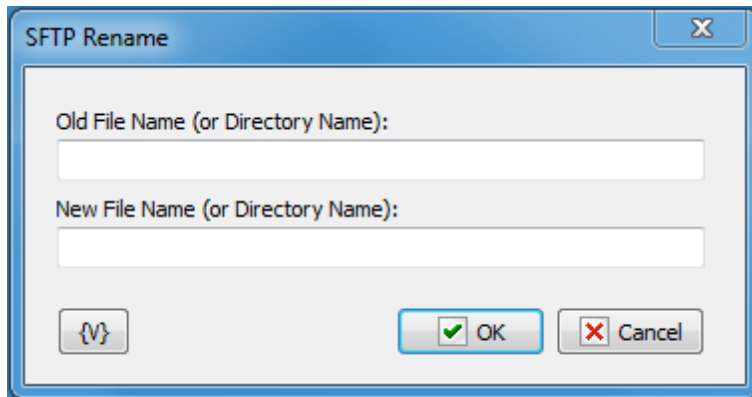 SFTP Rename
Old File Name (or Directory Name):
New File Name (or Directory Name):
{V} OK Cancel